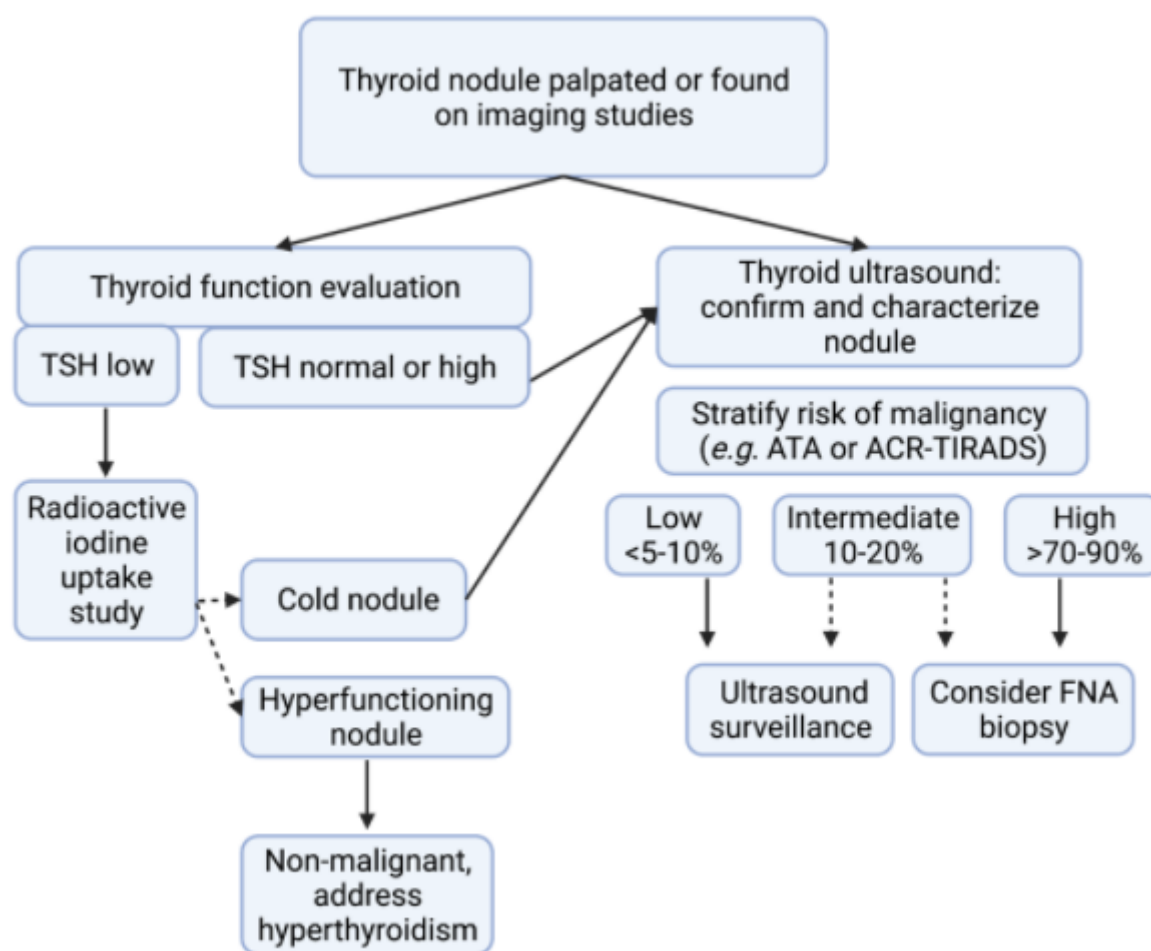 Thyroid nodule palpated or found
on imaging studies
Thyroid function evaluation
TSH low
TSH normal or high
Radioactive
iodine
uptake
study
Cold nodule
Hyperfunctioning
nodule
Non-malignant,
address
hyperthyroidism
Thyroid ultrasound:
confirm and characterize
nodule
Stratify risk of malignancy
(e.g. ATA or ACR-TIRADS)
Low
<5-10%
Intermediate
10-20%
High
>70-90%
Ultrasound
surveillance
Consider FNA
biopsy